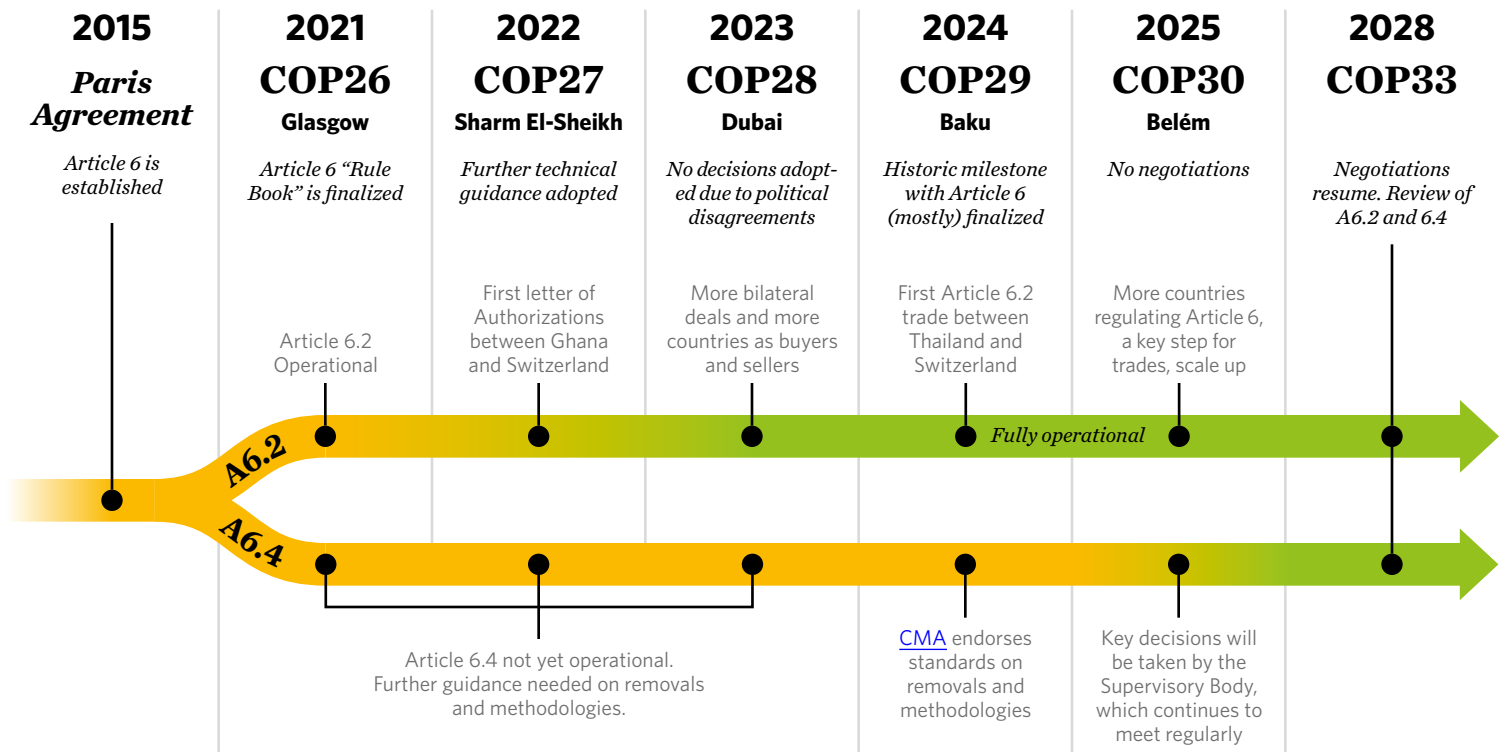 2015
Paris
Agreement
Article 6 is
established
2021
COP26
Glasgow
Article 6 “Rule
Book” is finalized
Article 6.2
Operational
2022
COP27
Sharm El-Sheikh
Further technical
guidance adopted
First letter of
Authorizations
between Ghana
and Switzerland
2023
COP28
Dubai
No decisions adopt-
ed due to political
disagreements
More bilateral
deals and more
countries as buyers
and sellers
2024
COP29
Baku
Historic milestone
with Article 6
(mostly) finalized
First Article 6.2
trade between
Thailand and
Switzerland
2025
COP30
Belém
No negotiations
More countries
regulating Article 6,
a key step for
trades, scale up
2028
COP33
Negotiations
resume. Review of
A6.2 and 6.4
A6.2
Fully operational
A6.4
Article 6.4 not yet operational.
Further guidance needed on removals
and methodologies.
CMA endorses
standards on
removals and
methodologies
Key decisions will
be taken by the
Supervisory Body,
which continues to
meet regularly